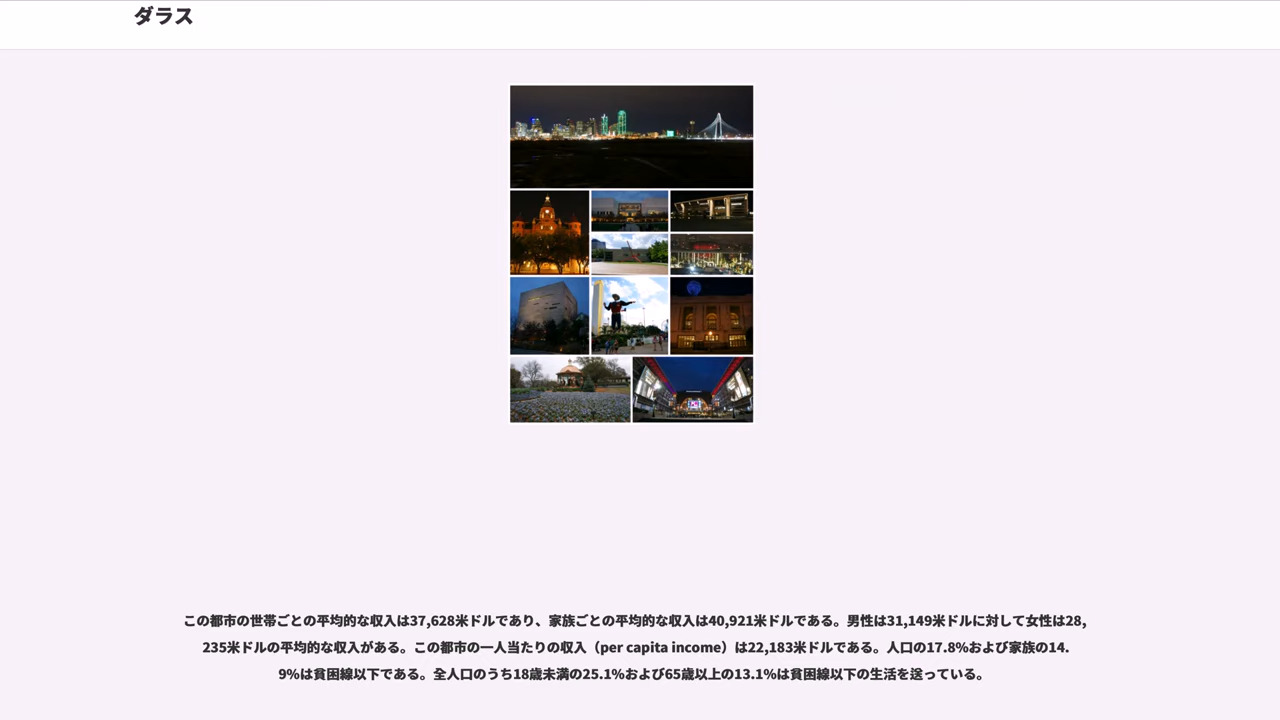 ダラス
この都市の世帯ごとの平均的な収入は37,628米ドルであり、家族ごとの平均的な収入は40,921米ドルである。男性は31,149米ドルに対して女性は28,
235米ドルの平均的な収入がある。この都市の一人当たりの収入（per capita income）は22,183米ドルである。人口の17.8%および家族の14.
9%は貧困線以下である。全人口のうち18歳未満の25.1%および65歳以上の13.1%は貧困線以下の生活を送っている。